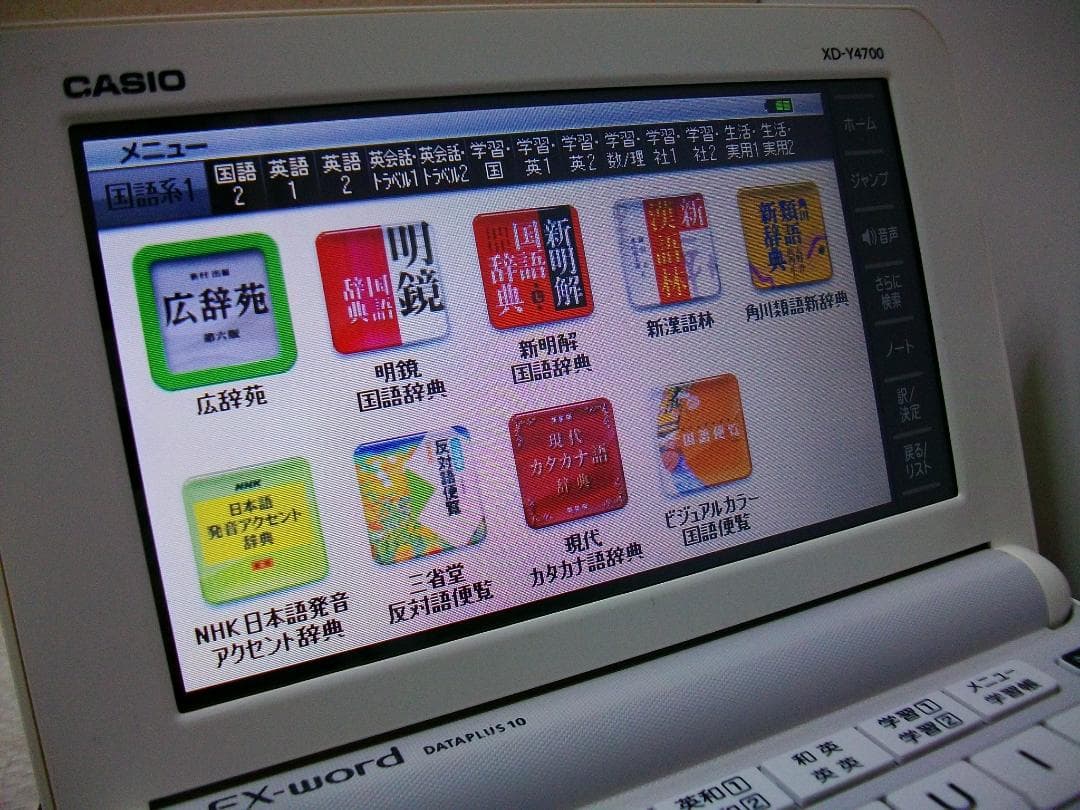 CASIO
XD-Y4700
メニュー
国語系1
国語
2
英語
1
英語
2
英会話・
トラベル1
英会話・
トラベル2
学習・
国
学習・
英1
学習・
英2
学習・
数/理
学習・
社1
学習・
社2
生活・
実用1
生活・
実用2
広辞苑
第六版
広辞苑
明鏡
国語
辞典
明鏡
国語辞典
新明解
国語
辞典
新明解
国語辞典
新
漢語林
新漢語林
角川
類語
新辞典
角川類語新辞典
NHK
日本語
発音アクセント
辞典
NHK 日本語発音
アクセント辞典
反対語便覧
三省堂
反対語便覧
現代
カタカナ語
辞典
現代
カタカナ語辞典
国語便覧
ビジュアルカラー
国語便覧
ホーム
ジャンプ
音声
さらに
検索
ノート
訳/
決定
戻る/
リスト
EX-word DATAPLUS 10
英和1
2
和英
英英
学習1
学習2
メニュー
学習帳
U
I